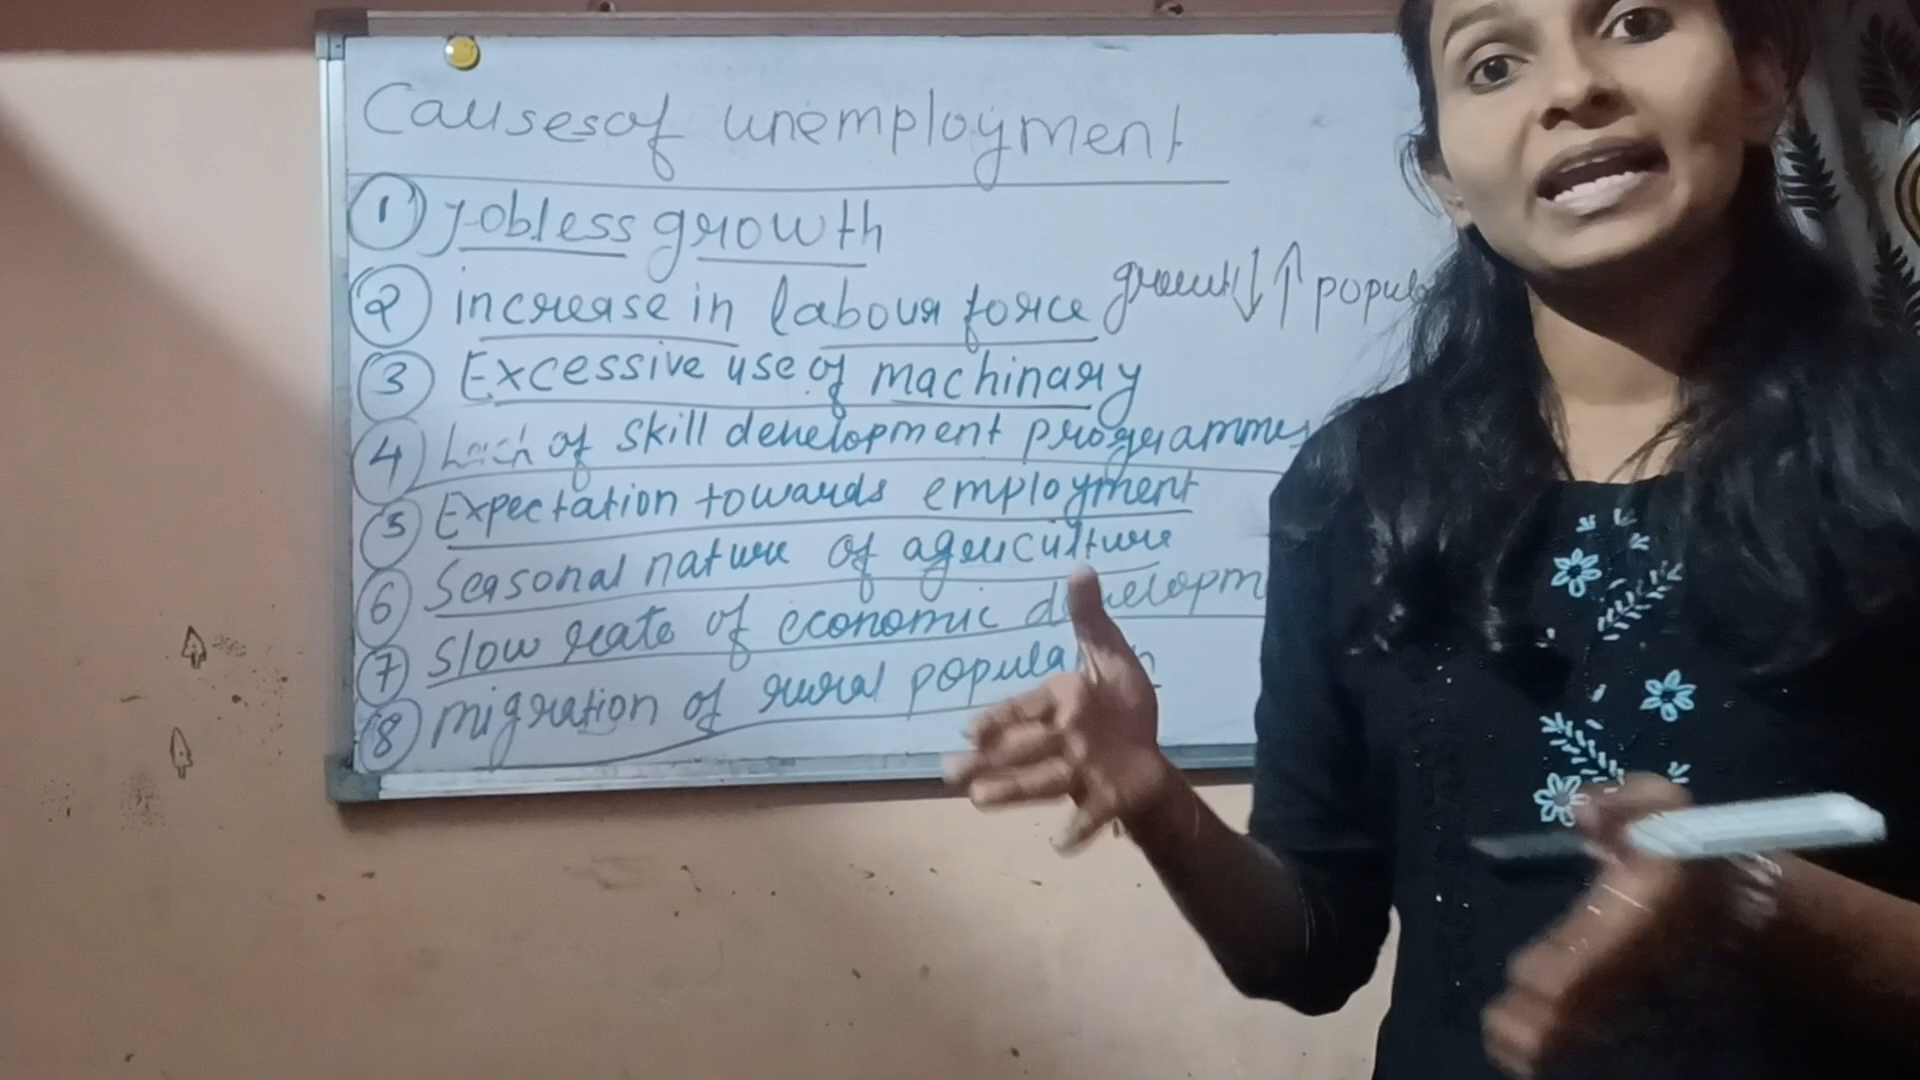 Causes of unemployment
1 Jobless growth
2 increase in labour force growth ↓ ↑ popul
3 Excessive use of machinary
4 Lack of skill development programmes
5 Expectation towards employment
6 Seasonal nature of agriculture
7 Slow rate of economic developm
8 migration of rural population